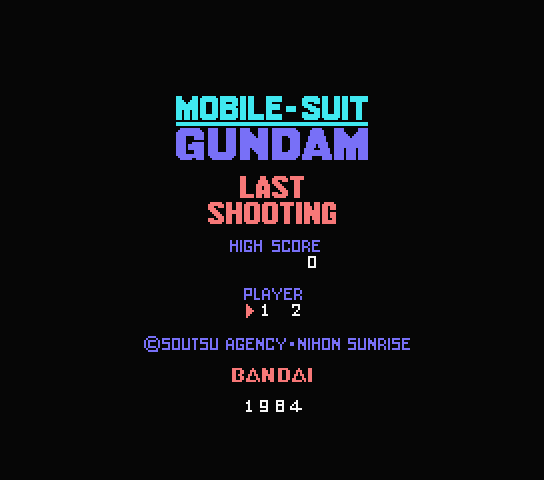 MOBILE-SUIT
GUNDAM
LAST
SHOOTING
HIGH SCORE
0
PLAYER
1 2
©SOUTSU AGENCY·NIHON SUNRISE
BANDAI
1984